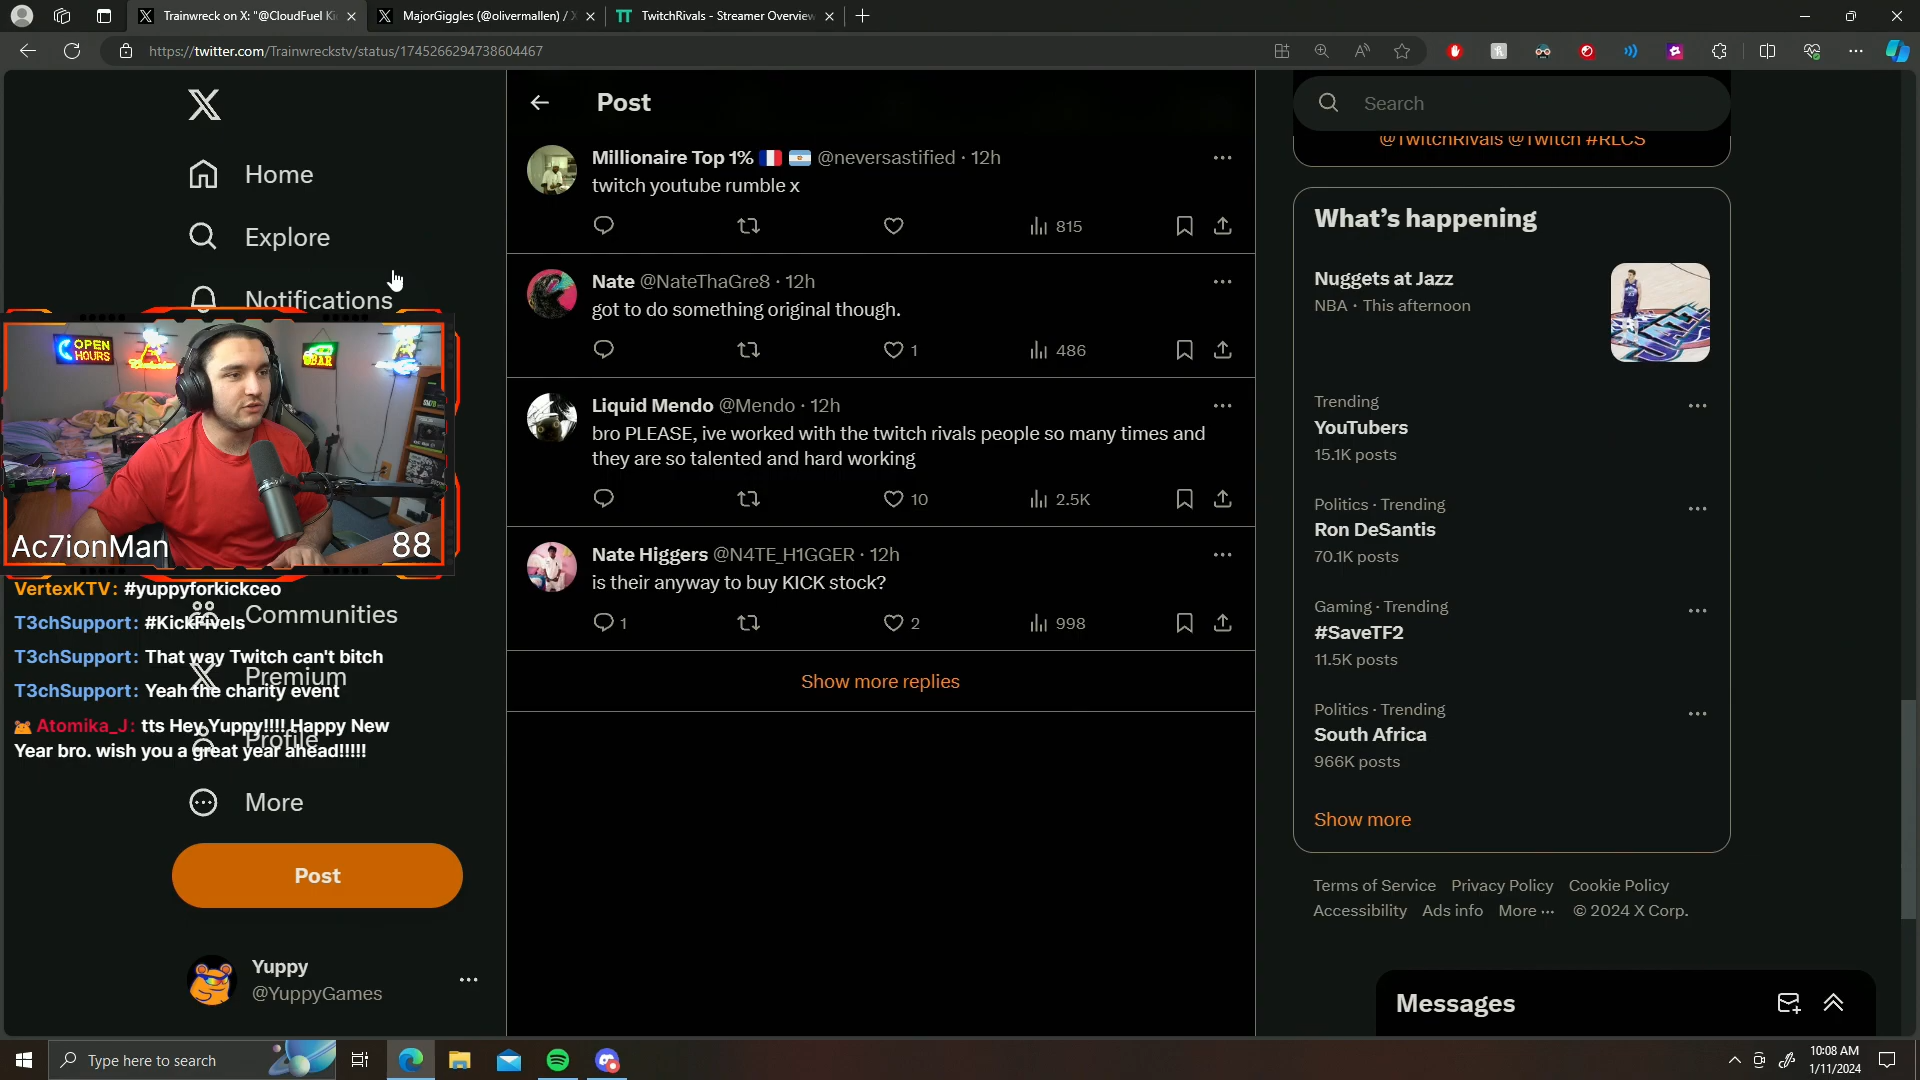 Trainwreck on X: "@CloudFuel Ki
MajorGiggles (@olivermallen) / X
TwitchRivals - Streamer Overview
https://twitter.com/Trainwreckstv/status/1745266294738604467
Home
Explore
Notifications
OPEN
HOURS
BAR
Ac7ionMan
88
VertexKTV: #yuppyforkickceo
Communities
T3chSupport: #KickRivels
T3chSupport: That way Twitch can't bitch
Premium
T3chSupport: Yeah the charity event
Atomika_J: tts Hey Yuppy!!!! Happy New
Profile
Year bro. wish you a great year ahead!!!!!
More
Post
Yuppy
@YuppyGames
Post
Millionaire Top 1% 🇫🇷 🇦🇷 @neversastified · 12h
twitch youtube rumble x
815
Nate @NateThaGre8 · 12h
got to do something original though.
1
486
Liquid Mendo @Mendo · 12h
bro PLEASE, ive worked with the twitch rivals people so many times and
they are so talented and hard working
10
2.5K
Nate Higgers @N4TE_H1GGER · 12h
is their anyway to buy KICK stock?
1
2
998
Show more replies
Search
@TwitchRivals @Twitch #RLCS
What's happening
Nuggets at Jazz
NBA · This afternoon
Trending
YouTubers
15.1K posts
Politics · Trending
Ron DeSantis
70.1K posts
Gaming · Trending
#SaveTF2
11.5K posts
Politics · Trending
South Africa
966K posts
Show more
Terms of Service Privacy Policy Cookie Policy
Accessibility Ads info More ··· © 2024 X Corp.
Messages
Type here to search
10:08 AM
1/11/2024